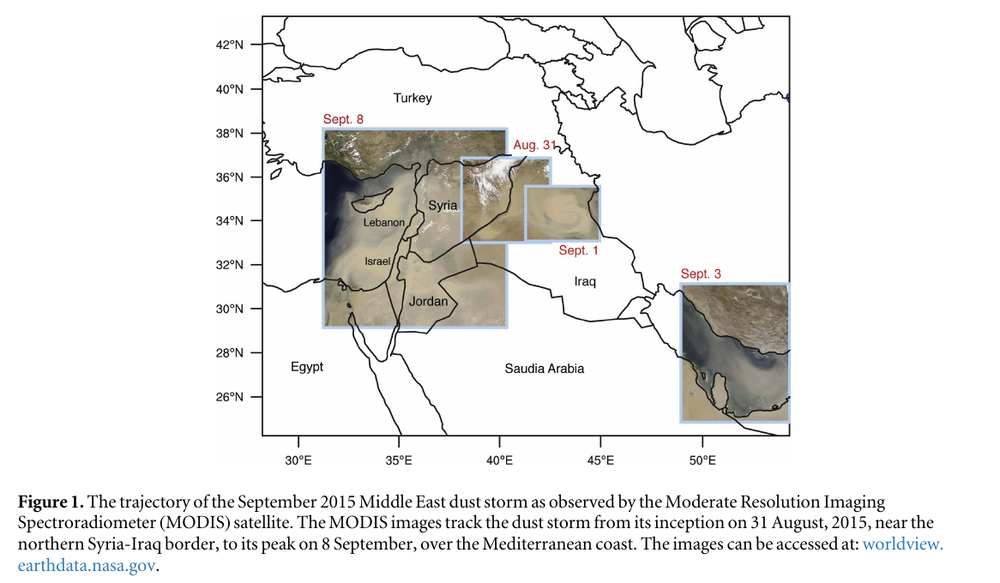 42°N
40°N
Turkey
Sept. 8
38°N
Aug. 31
36°N
Syria
34°N
Lebanon
Sept. 1
Israel
32°N
Sept. 3
Iraq
30°N
Jordan
28°N
Egypt
Saudia Arabia
26°N
30°E 35°E 40°E 45°E 50°E
Figure 1. The trajectory of the September 2015 Middle East dust storm as observed by the Moderate Resolution Imaging
Spectroradiometer (MODIS) satellite. The MODIS images track the dust storm from its inception on 31 August, 2015, near the
northern Syria-Iraq border, to its peak on 8 September, over the Mediterranean coast. The images can be accessed at: worldview.
earthdata.nasa.gov.